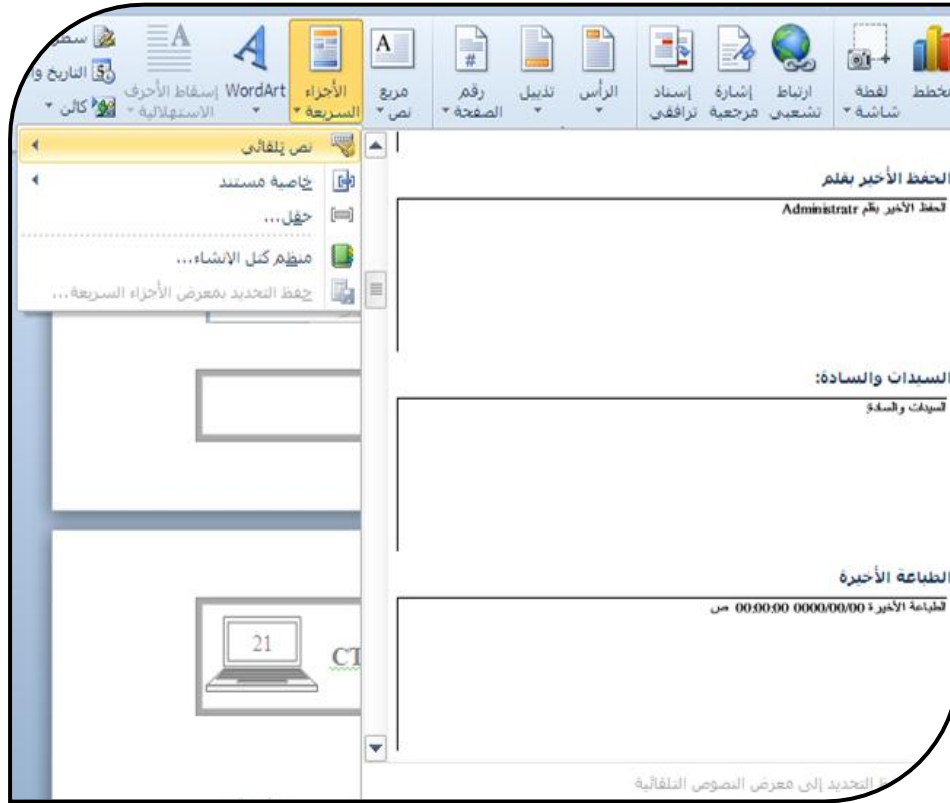 مخطط
لقطة شاشة
ارتباط تشعبي
إشارة مرجعية
إسناد ترافقي
الرأس
تذييل
رقم الصفحة
مربع نص
A
الأجزاء السريعة
WordArt
إسقاط الأحرف الاستهلالية
سطر
التاريخ وا
كائن
نص تلقائي
خاصية مستند
حقل...
منظم كتل الإنشاء...
حفظ التحديد بمعرض الأجزاء السريعة...
الحفظ الأخير بقلم
الحفظ الأخير بقلم Administratr
السيدات والسادة:
السيدات والسادة
الطباعة الأخيرة
الطباعة الأخيرة 0000/00/00 00:00:00 ص
21
CT
التحديد إلى معرض النصوص التلقائية